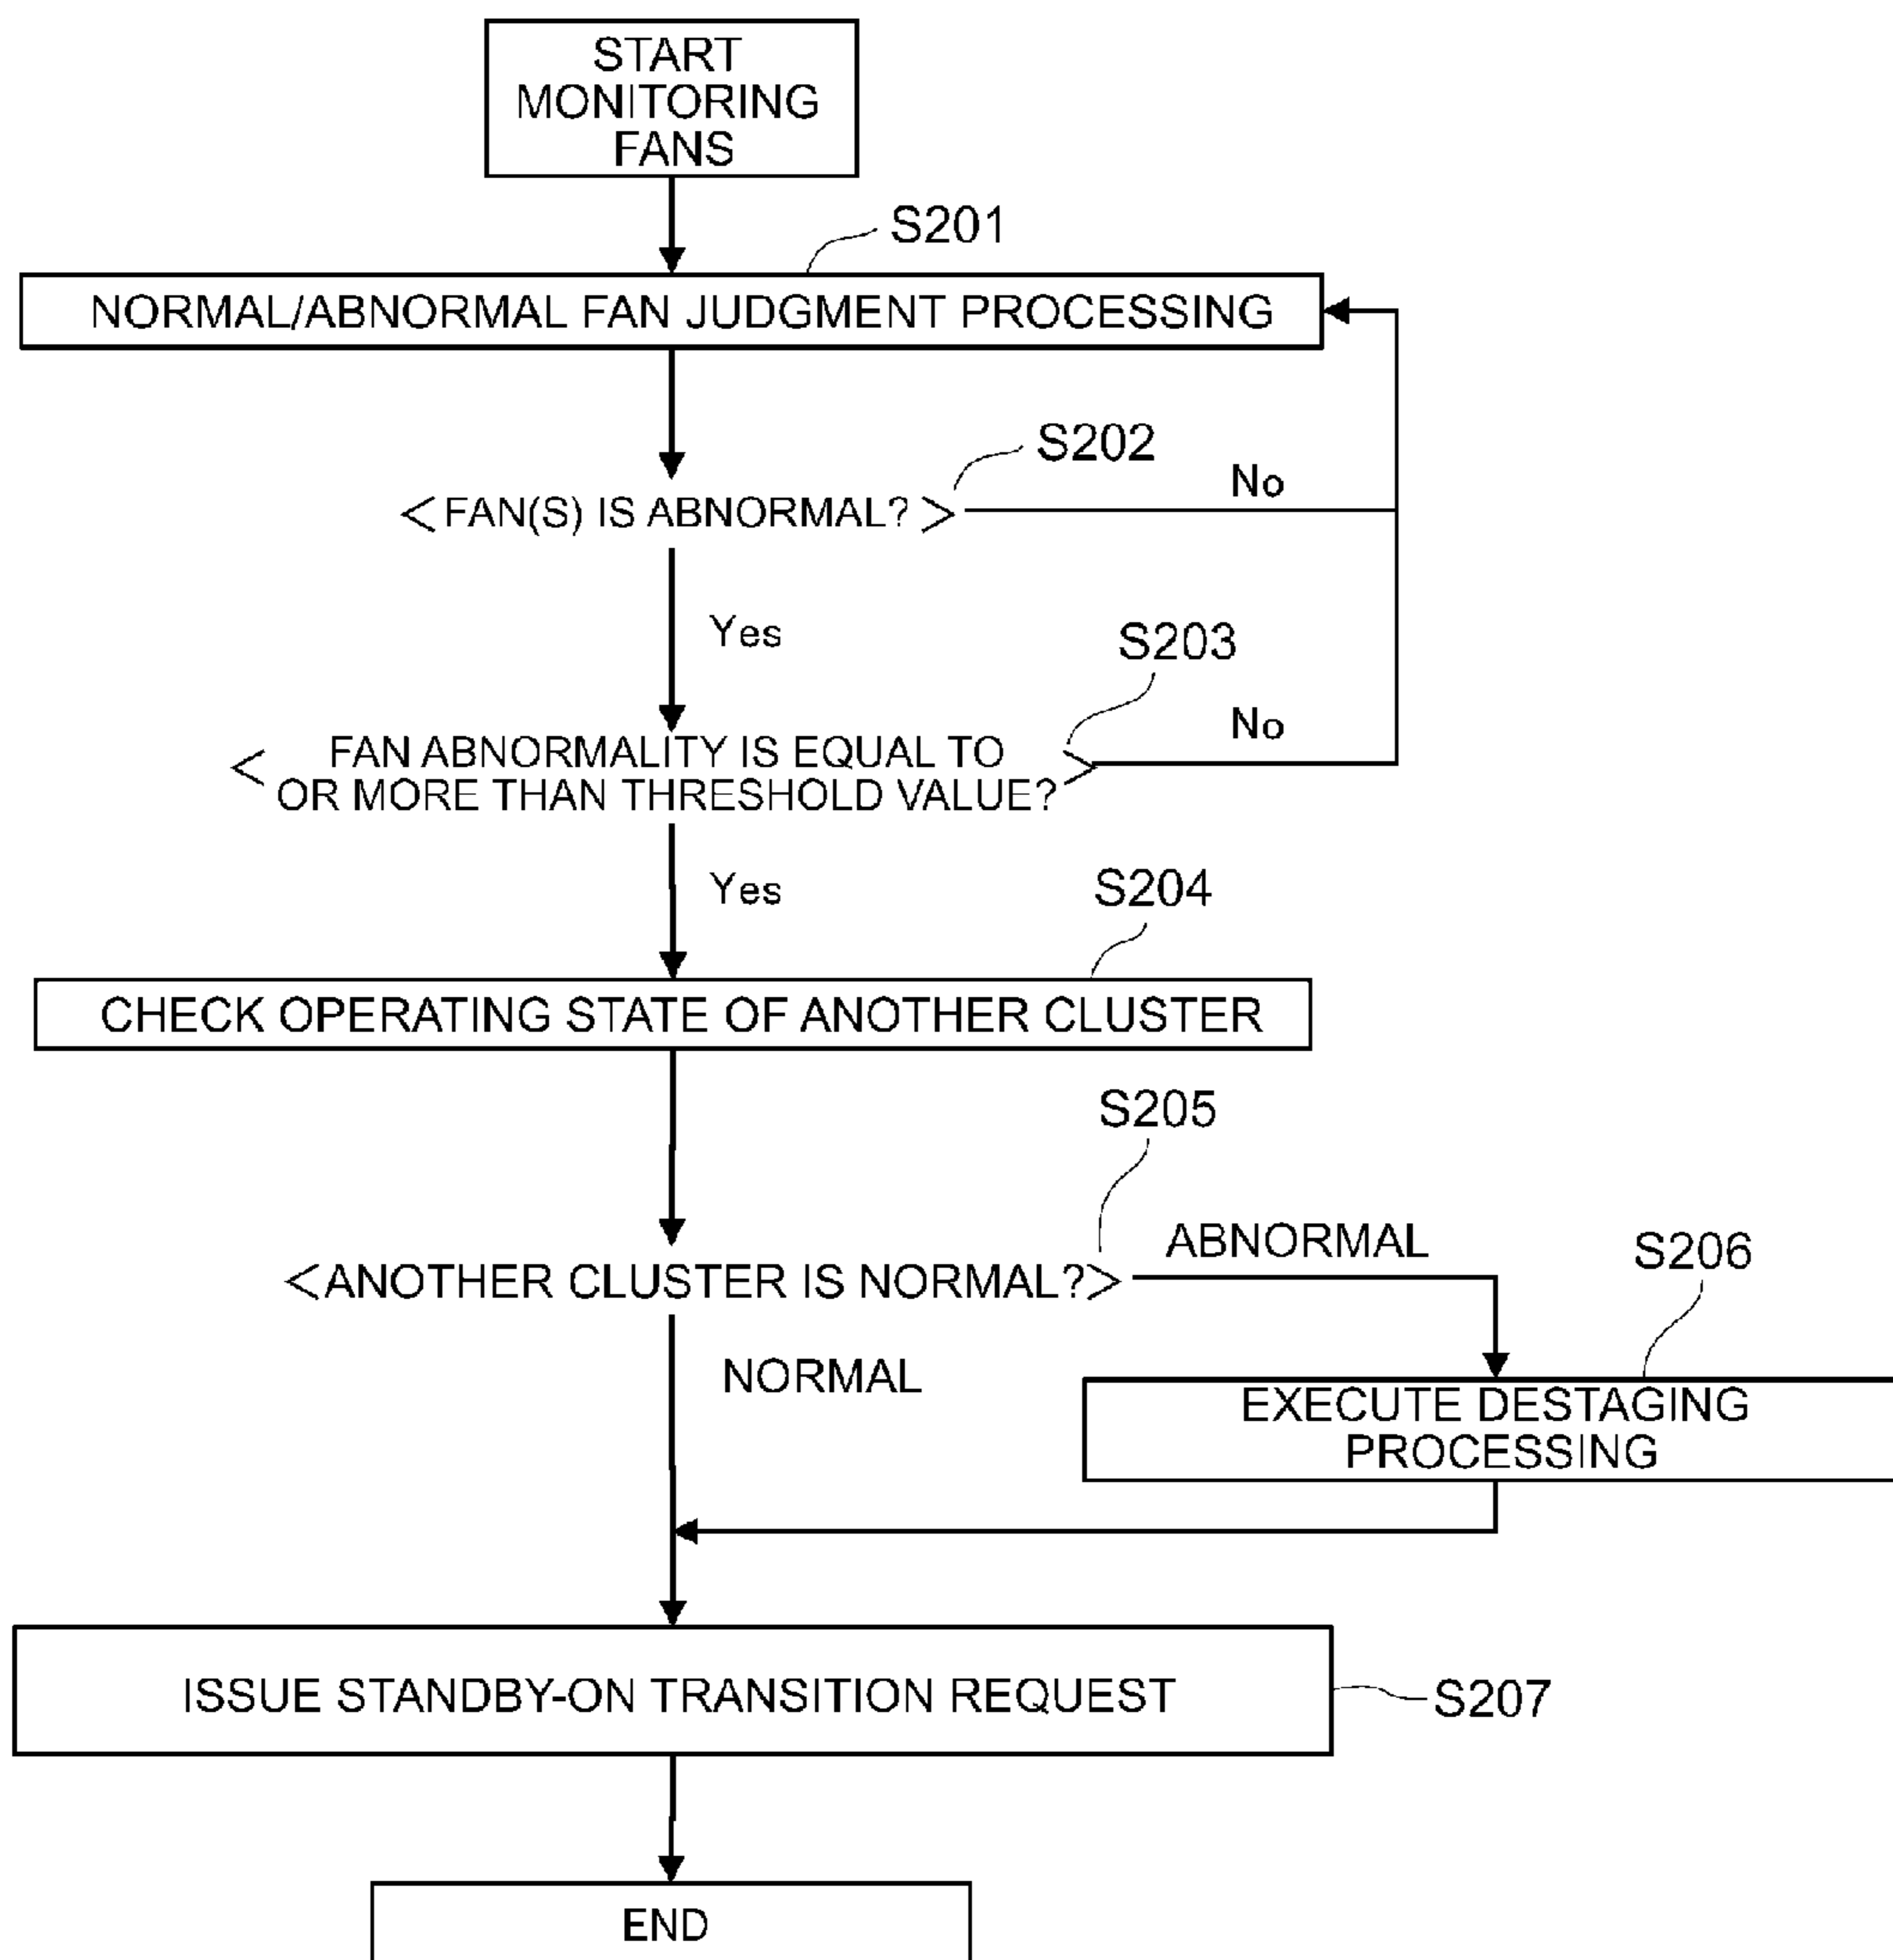 START
MONITORING
FANS
S201
NORMAL/ABNORMAL FAN JUDGMENT PROCESSING
S202
No
<FAN(S) IS ABNORMAL?>
Yes
S203
No
FAN ABNORMALITY IS EQUAL TO
< OR MORE THAN THRESHOLD VALUE? >
Yes
S204
CHECK OPERATING STATE OF ANOTHER CLUSTER
S205
ABNORMAL
S206
<ANOTHER CLUSTER IS NORMAL?>
NORMAL
EXECUTE DESTAGING
PROCESSING
ISSUE STANDBY-ON TRANSITION REQUEST
S207
END